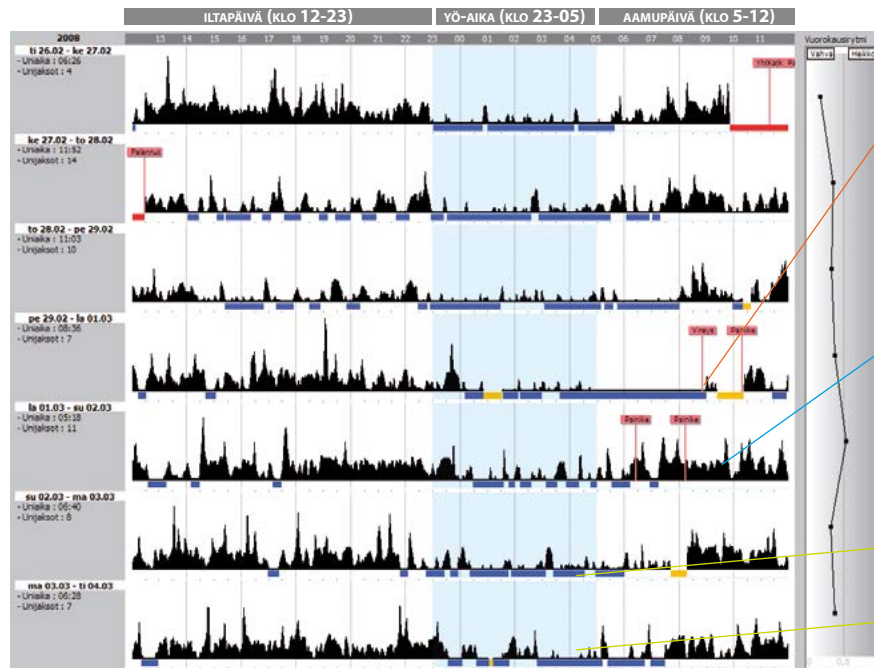 ILTAPÄIVÄ (KLO 12-23) YÖ-AIKA (KLO 23-05) AAMUPÄIVÄ (KLO 5-12)
2008 13 14 15 16 17 18 19 20 21 22 23 00 01 02 03 04 05 06 07 08 09 10 11 Vuorokausirytmi
Vahva Heikko
ti 26.02 - ke 27.02
- Uniaika : 06:26
- Unijaksot : 4
ke 27.02 - to 28.02
- Uniaika : 11:52
- Unijaksot : 14
Palannus
to 28.02 - pe 29.02
- Uniaika : 11:03
- Unijaksot : 10
pe 29.02 - la 01.03
- Uniaika : 08:36
- Unijaksot : 7
Vireys Painike
la 01.03 - su 02.03
- Uniaika : 05:18
- Unijaksot : 11
Painike Painike
su 02.03 - ma 03.03
- Uniaika : 06:40
- Unijaksot : 8
ma 03.03 - ti 04.03
- Uniaika : 06:28
- Unijaksot : 7
0 0,5